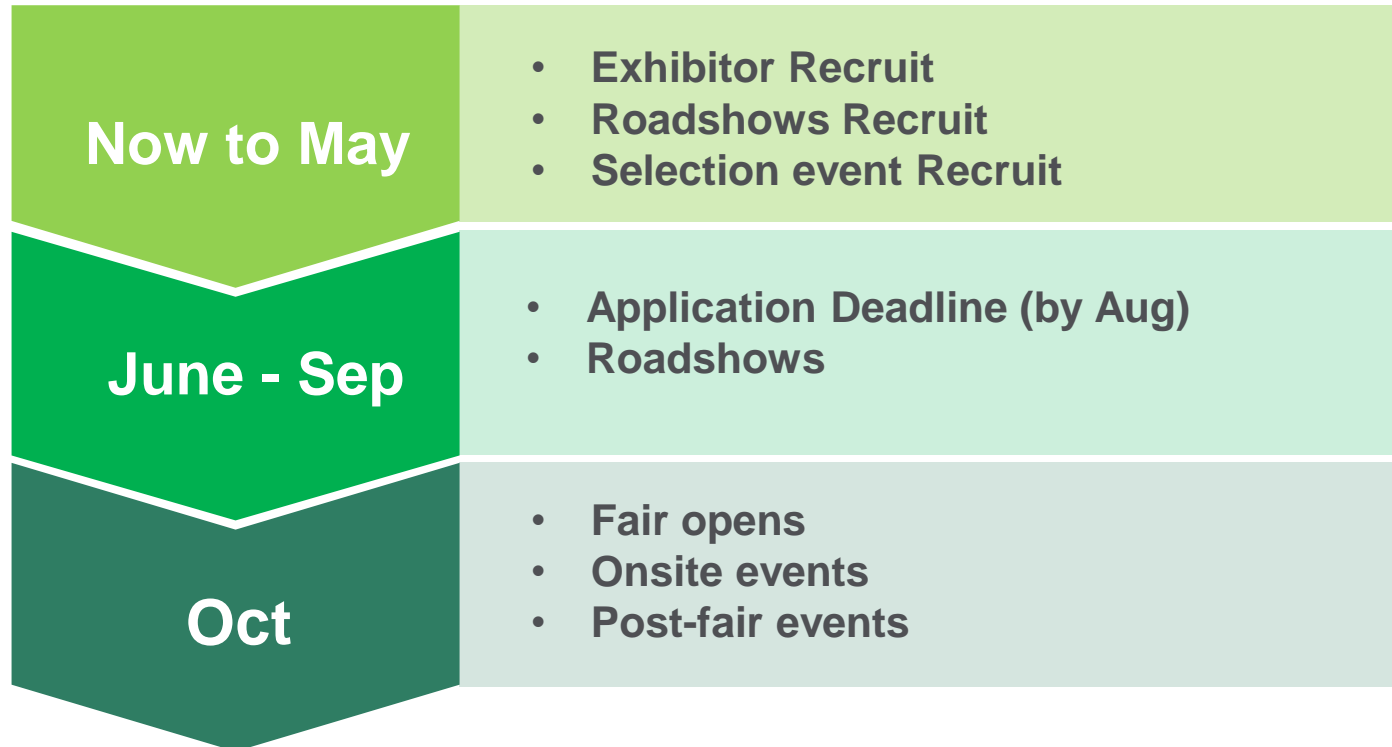 Now to May
• Exhibitor Recruit
• Roadshows Recruit
• Selection event Recruit
June - Sep
• Application Deadline (by Aug)
• Roadshows
Oct
• Fair opens
• Onsite events
• Post-fair events